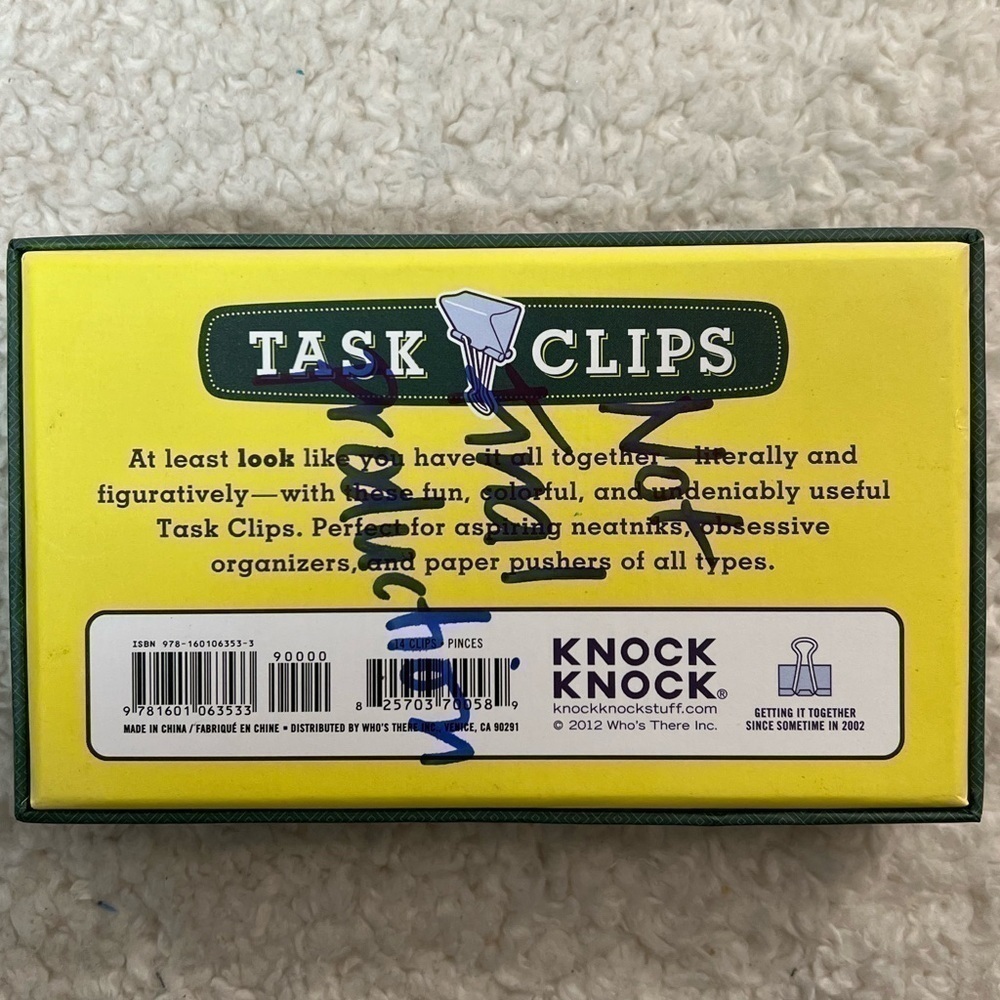 TASK CLIPS
At least look like you have it all together—literally and
figuratively—with these fun, colorful, and undeniably useful
Task Clips. Perfect for aspiring neatniks, obsessive
organizers, and paper pushers of all types.
ISBN 978-160106353-3
90000
9 781601 063533
14 CLIPS • PINCES
8 25703 70058 9
MADE IN CHINA / FABRIQUÉ EN CHINE ▪ DISTRIBUTED BY WHO'S THERE INC., VENICE, CA 90291
KNOCK
KNOCK®
knockknockstuff.com
© 2012 Who's There Inc.
GETTING IT TOGETHER
SINCE SOMETIME IN 2002
Not
final
Production